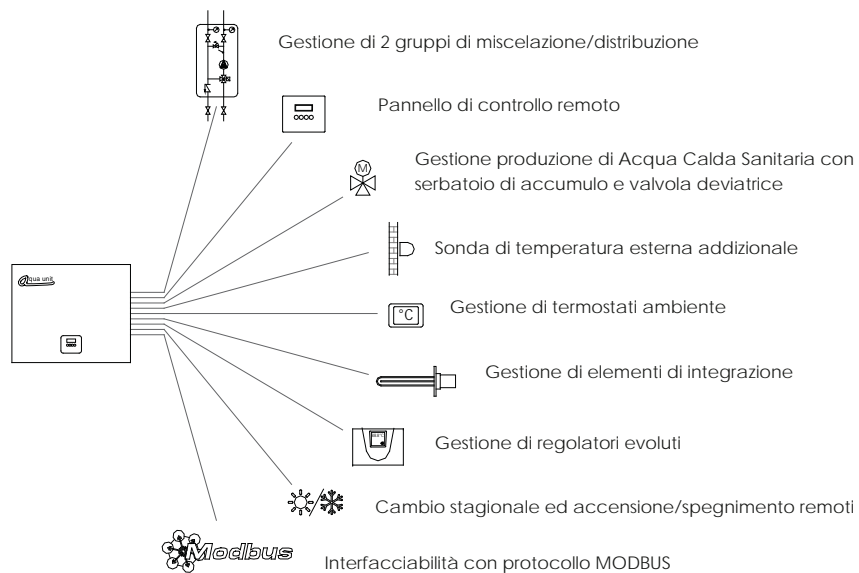 Gestione di 2 gruppi di miscelazione/distribuzione
Pannello di controllo remoto
M
Gestione produzione di Acqua Calda Sanitaria con
serbatoio di accumulo e valvola deviatrice
Sonda di temperatura esterna addizionale
aqua unit
°C
Gestione di termostati ambiente
Gestione di elementi di integrazione
Gestione di regolatori evoluti
Cambio stagionale ed accensione/spegnimento remoti
Modbus
Interfacciabilità con protocollo MODBUS